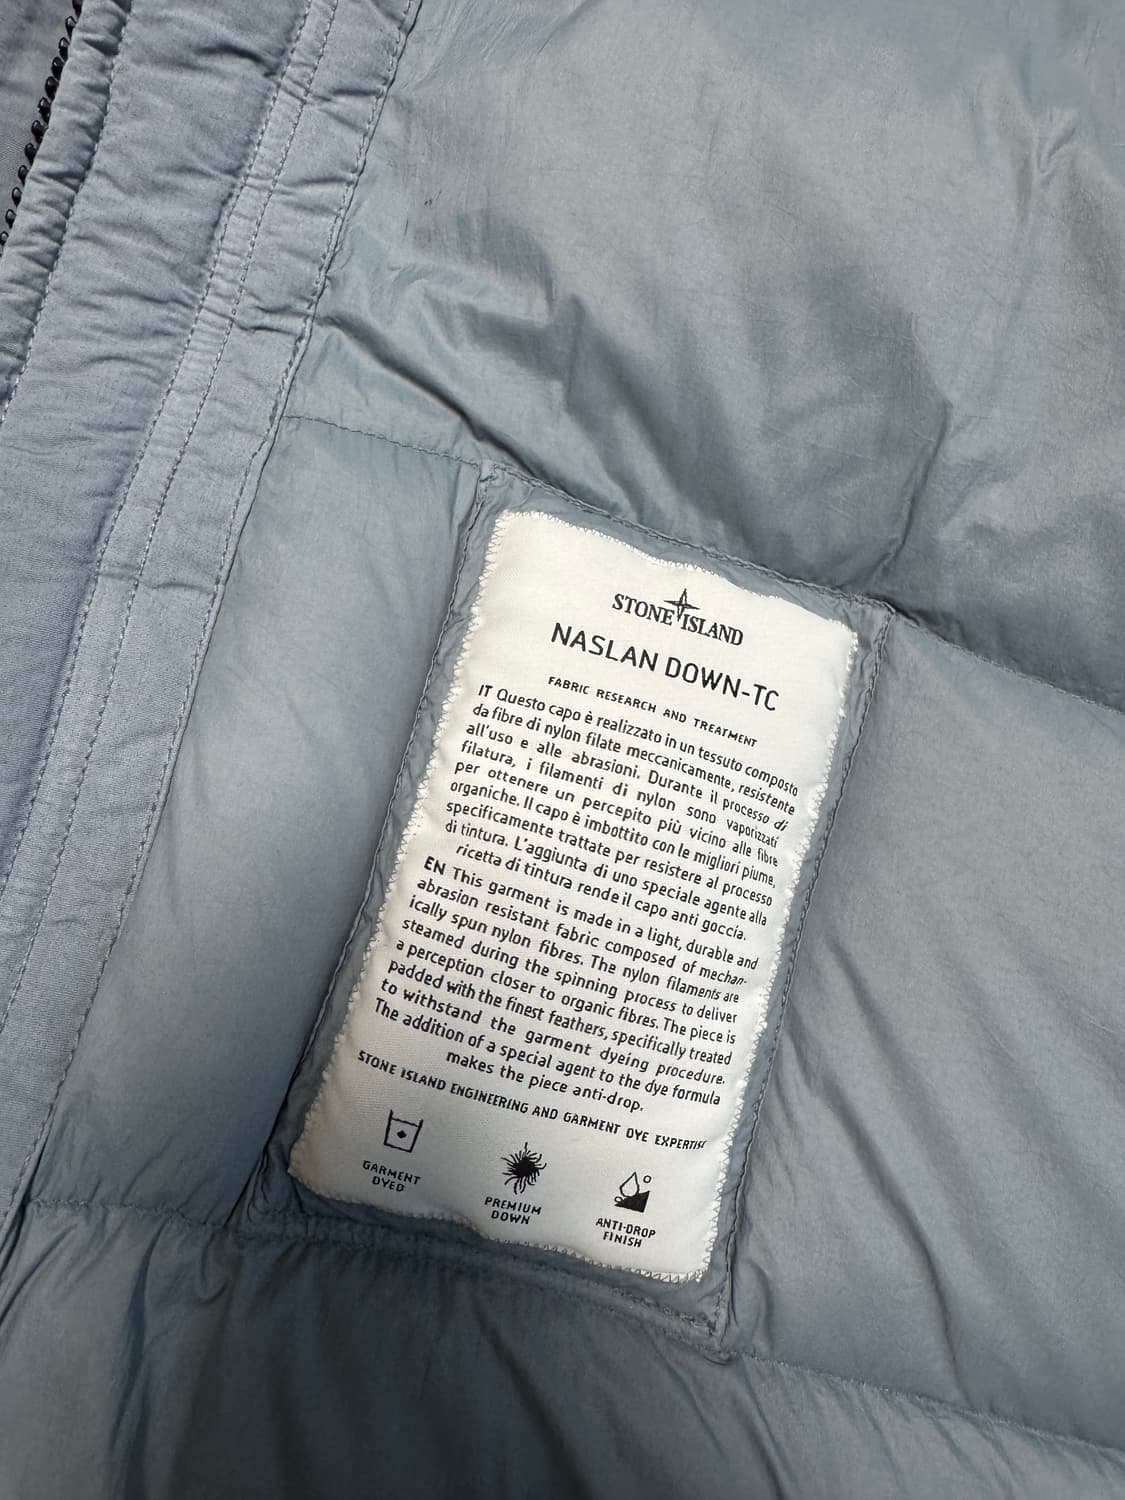 STONE ISLAND
NASLAN DOWN-TC
FABRIC RESEARCH AND TREATMENT
IT Questo capo è realizzato in un tessuto composto
da fibre di nylon filate meccanicamente, resistente
all'uso e alle abrasioni. Durante il processo di
filatura, i filamenti di nylon sono vaporizzati
per ottenere un percepito più vicino alle fibre
organiche. Il capo è imbottito con le migliori piume,
specificamente trattate per resistere al processo
di tintura. L'aggiunta di uno speciale agente alla
ricetta di tintura rende il capo anti goccia.
EN This garment is made in a light, durable and
abrasion resistant fabric composed of mechan-
ically spun nylon fibres. The nylon filaments are
steamed during the spinning process to deliver
a perception closer to organic fibres. The piece is
padded with the finest feathers, specifically treated
to withstand the garment dyeing procedure.
The addition of a special agent to the dye formula
makes the piece anti-drop.
STONE ISLAND ENGINEERING AND GARMENT DYE EXPERTISE
GARMENT
DYED
PREMIUM
DOWN
ANTI-DROP
FINISH